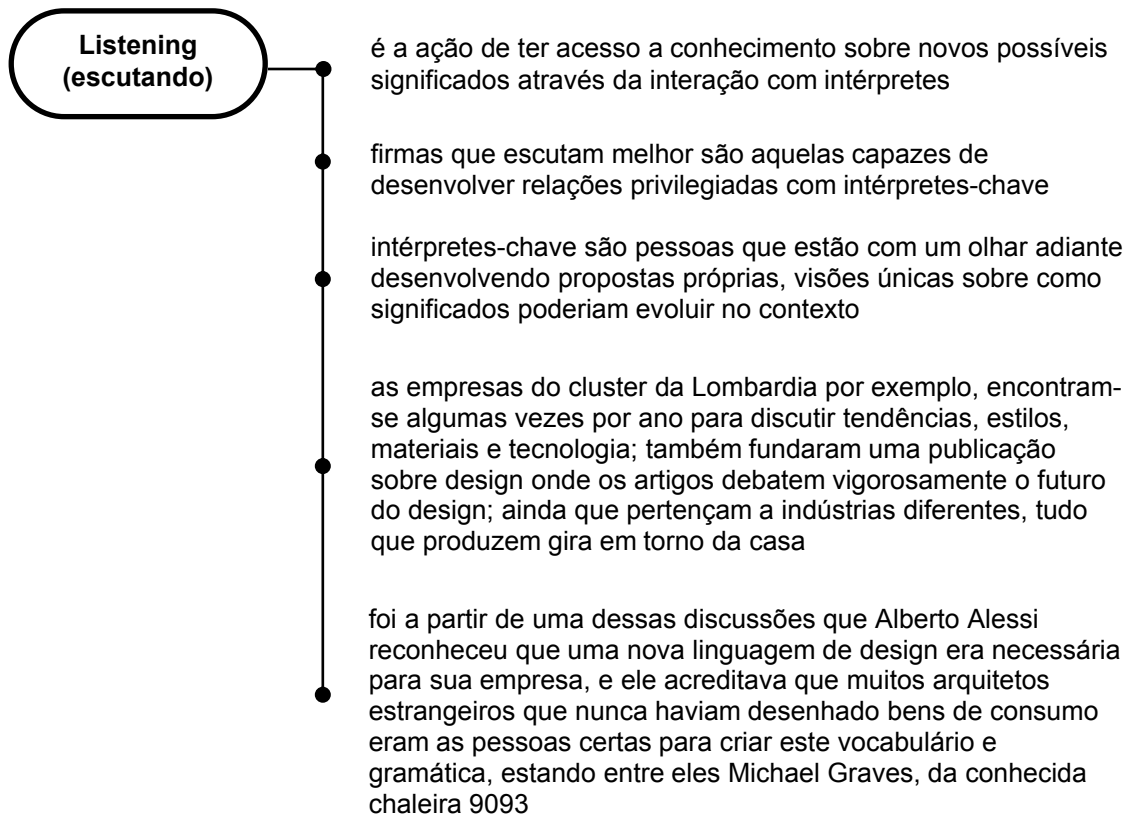 Listening
(escutando)
é a ação de ter acesso a conhecimento sobre novos possíveis
significados através da interação com intérpretes
firmas que escutam melhor são aquelas capazes de
desenvolver relações privilegiadas com intérpretes-chave
intérpretes-chave são pessoas que estão com um olhar adiante
desenvolvendo propostas próprias, visões únicas sobre como
significados poderiam evoluir no contexto
as empresas do cluster da Lombardia por exemplo, encontram-
se algumas vezes por ano para discutir tendências, estilos,
materiais e tecnologia; também fundaram uma publicação
sobre design onde os artigos debatem vigorosamente o futuro
do design; ainda que pertençam a indústrias diferentes, tudo
que produzem gira em torno da casa
foi a partir de uma dessas discussões que Alberto Alessi
reconheceu que uma nova linguagem de design era necessária
para sua empresa, e ele acreditava que muitos arquitetos
estrangeiros que nunca haviam desenhado bens de consumo
eram as pessoas certas para criar este vocabulário e
gramática, estando entre eles Michael Graves, da conhecida
chaleira 9093